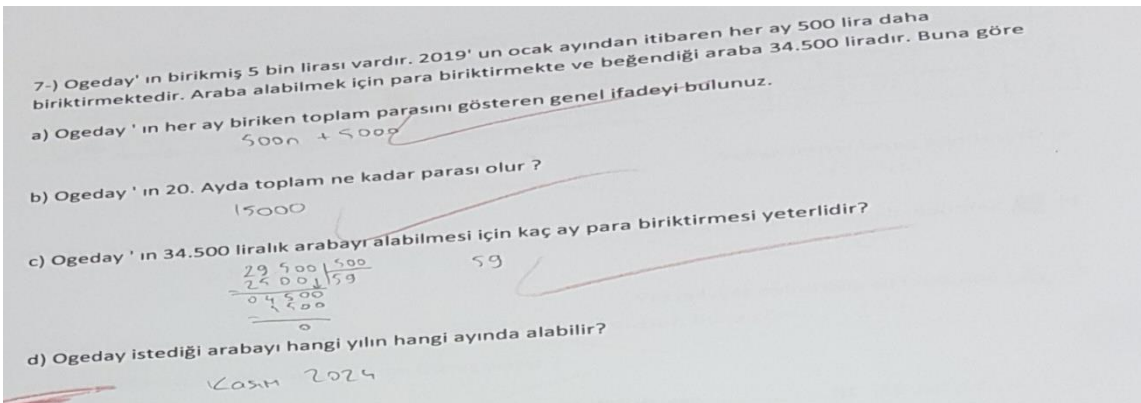 7-) Ogeday' ın birikmiş 5 bin lirası vardır. 2019' un ocak ayından itibaren her ay 500 lira daha
biriktirmektedir. Araba alabilmek için para biriktirmekte ve beğendiği araba 34.500 liradır. Buna göre
a) Ogeday ' ın her ay biriken toplam parasını gösteren genel ifadeyi bulunuz.
500n + 5000
b) Ogeday ' ın 20. Ayda toplam ne kadar parası olur ?
15000
c) Ogeday ' ın 34.500 liralık arabayı alabilmesi için kaç ay para biriktirmesi yeterlidir?
29 500 500
25 00 59
59
04 500
- 4 500
0
d) Ogeday istediği arabayı hangi yılın hangi ayında alabilir?
Kasım 2024